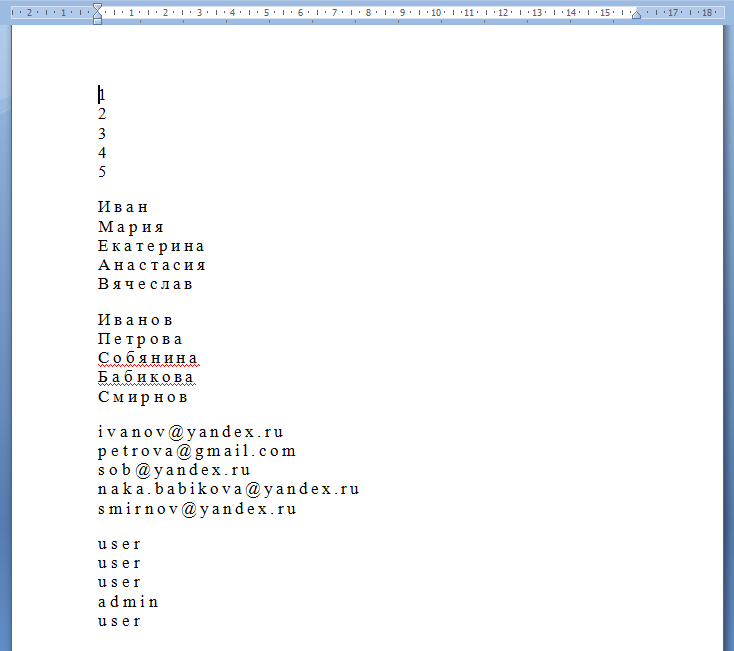 2 1 1 2 3 4 5 6 7 8 9 10 11 12 13 14 15 17 18
1
2
3
4
5
Иван
Мария
Екатерина
Анастасия
Вячеслав
Иванов
Петрова
Собянина
Бабикова
Смирнов
ivanov@yandex.ru
petrova@gmail.com
sob@yandex.ru
naka.babikova@yandex.ru
smirnov@yandex.ru
user
user
user
admin
user